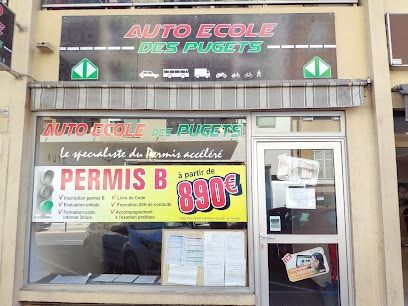 AUTO ECOLE
DES PUGETS
AUTO ECOLE DES PUGETS
Le specialiste du Permis accéléré
PERMIS B
à partir de
890€
✓ Inscription permis B
✓ Evaluation initiale
✓ Formation code
internet 3mois
✓ Livre de Code
✓ Formation 20H de conduite
✓ Accompagnement
à l'examen pratique